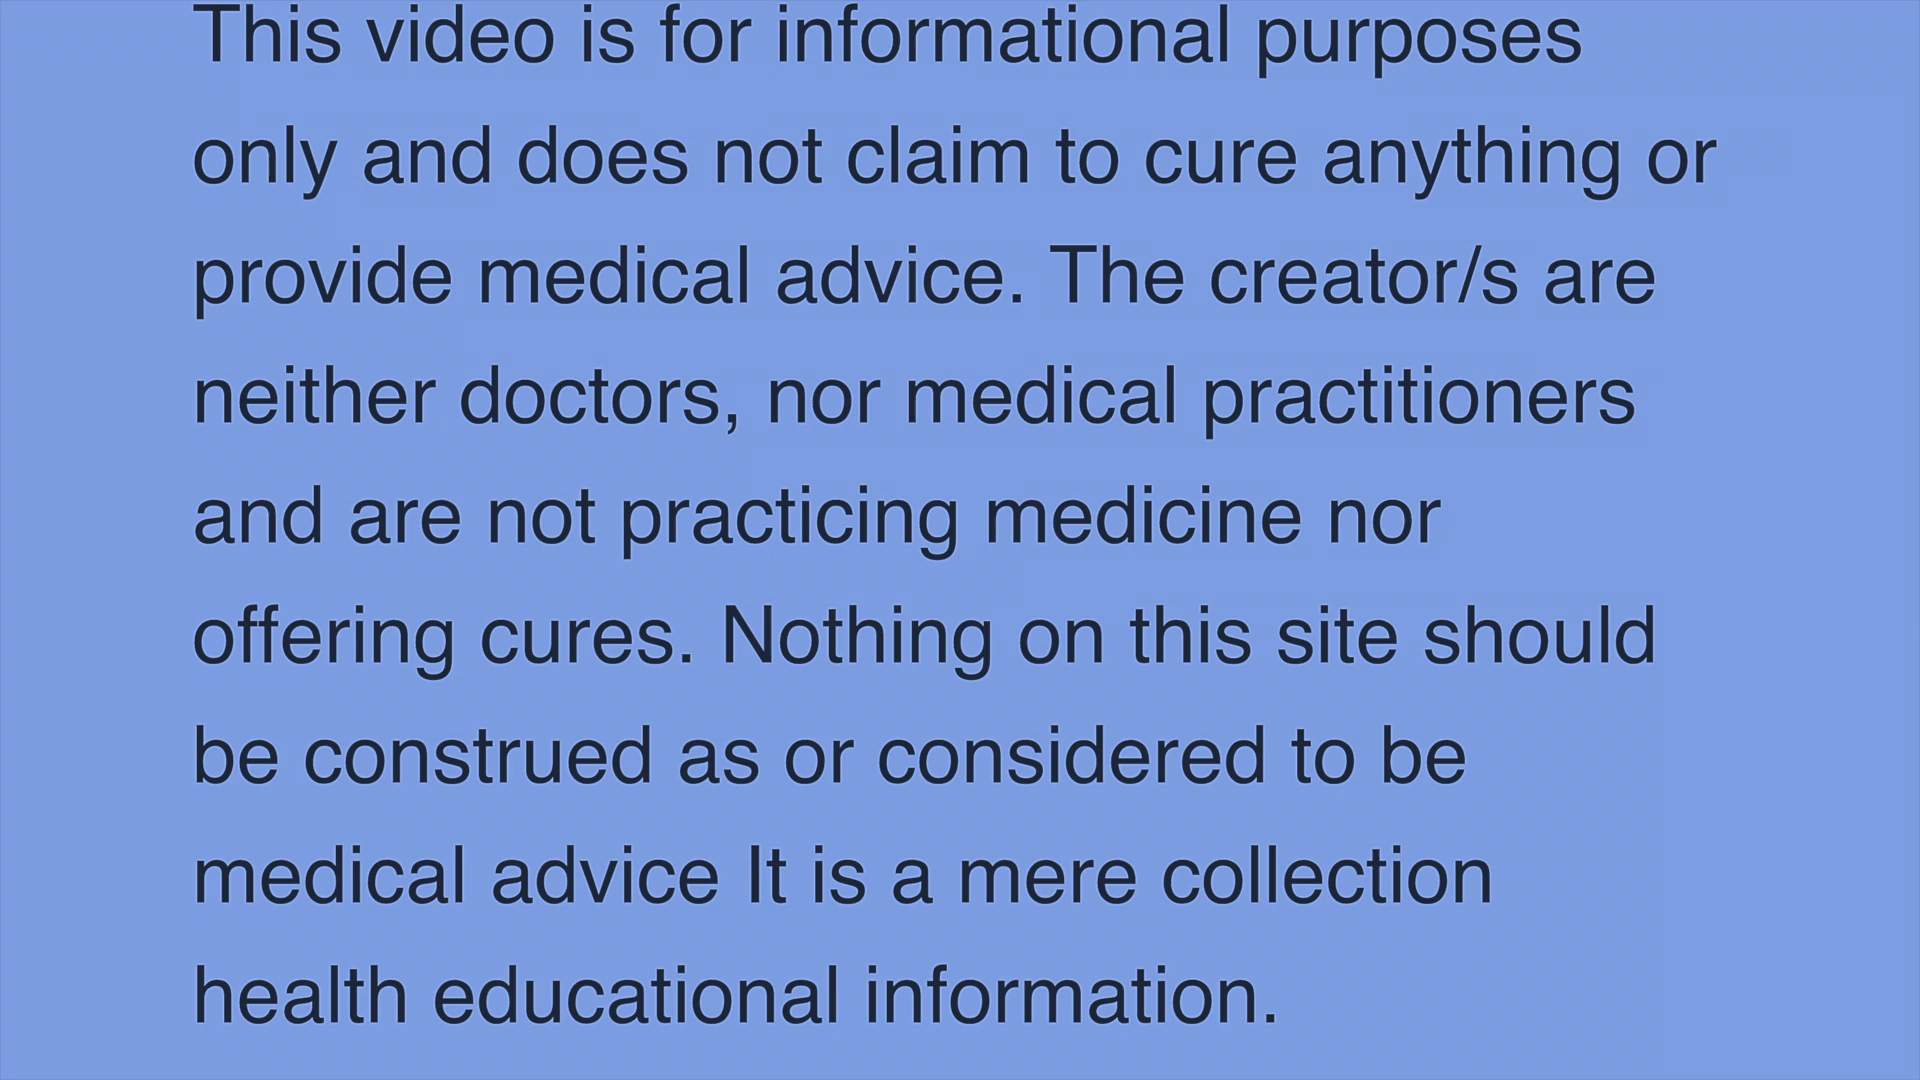 This video is for informational purposes
only and does not claim to cure anything or
provide medical advice. The creator/s are
neither doctors, nor medical practitioners
and are not practicing medicine nor
offering cures. Nothing on this site should
be construed as or considered to be
medical advice It is a mere collection
health educational information.